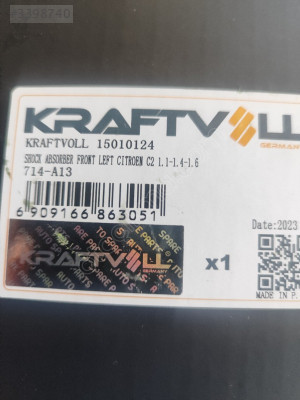 KRAFTVOLL
KRAFTVOLL 15010124
SHOCK ABSORBER FRONT LEFT CITROEN C2 1.1-1.4-1.6
714-A13
6 909166 863051
Date:2023
x1
KRAFTVOLL
GERMANY
MADE IN P.